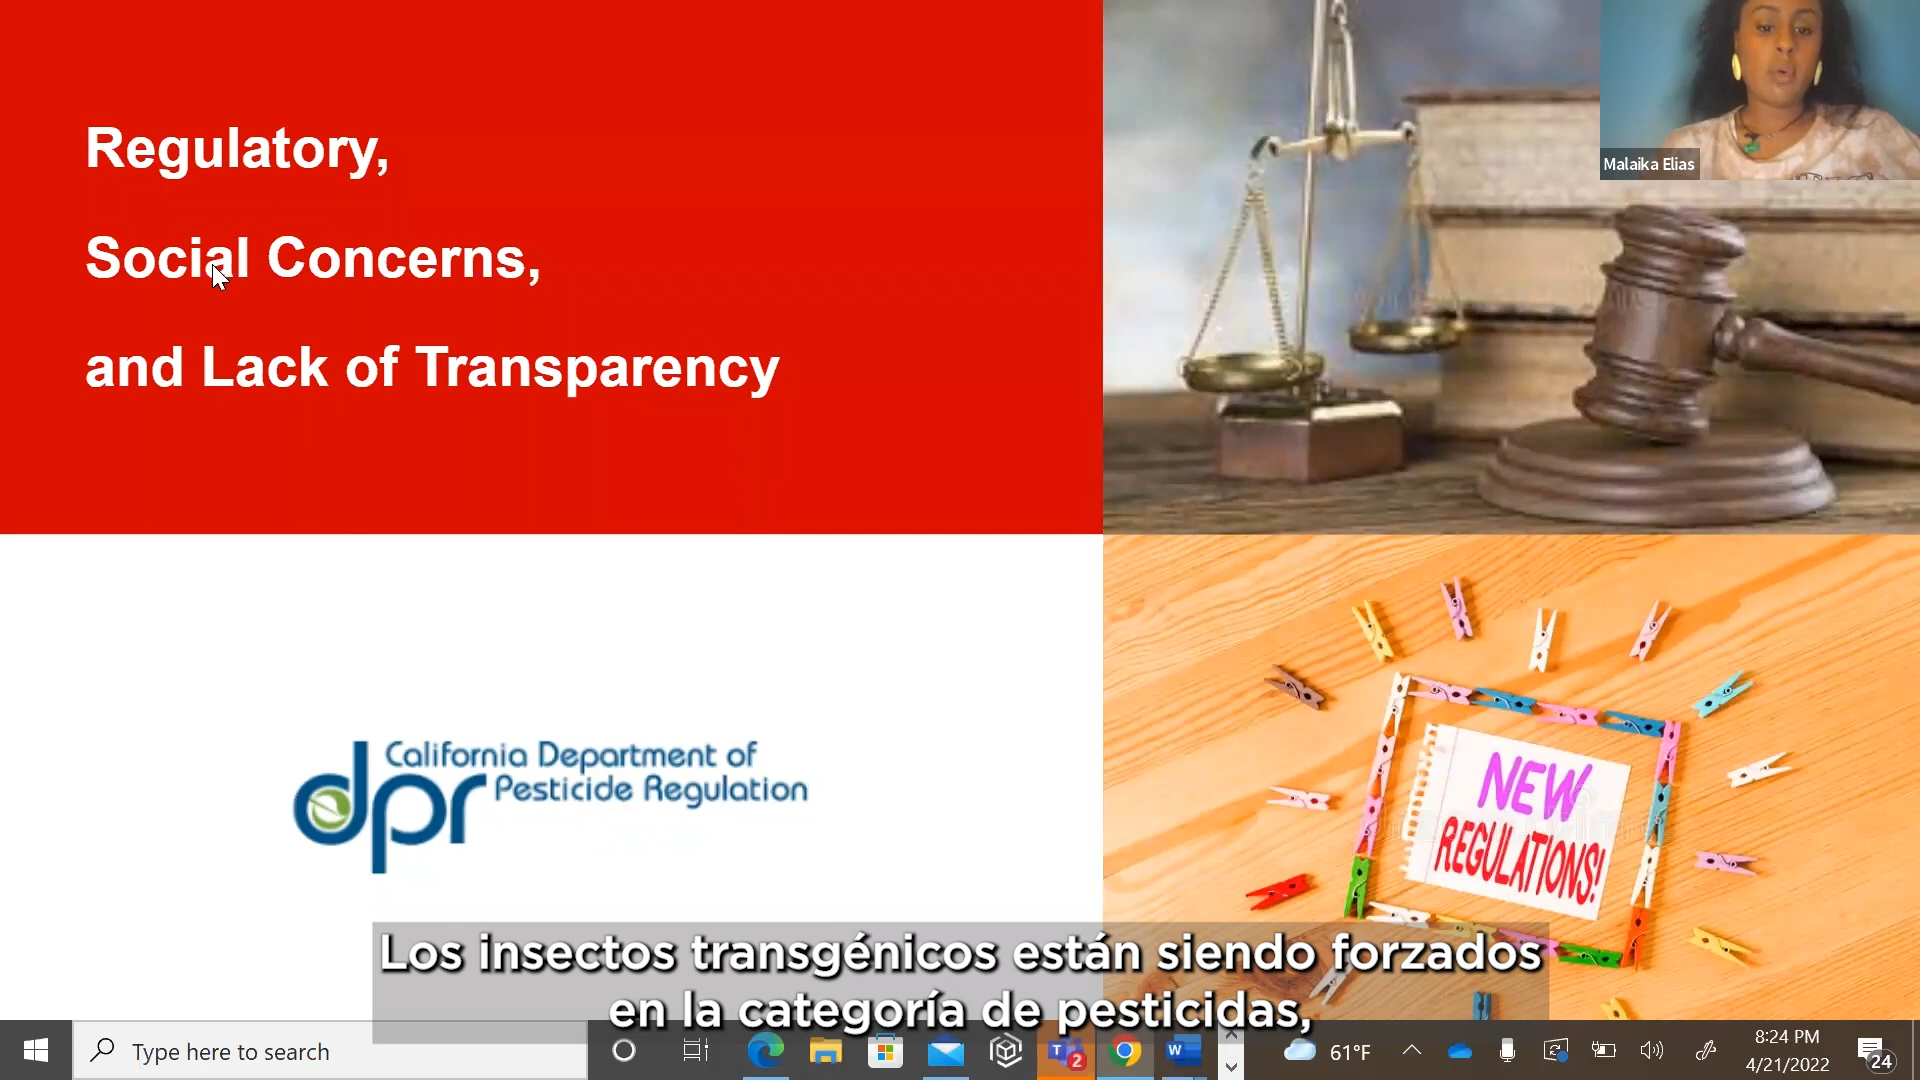 Regulatory,
Social Concerns,
and Lack of Transparency
Malaika Elias
dpr
California Department of
Pesticide Regulation
NEW
REGULATIONS!
Los insectos transgénicos están siendo forzados
en la categoría de pesticidas,
Type here to search
T
2
W
61°F
8:24 PM
4/21/2022
24